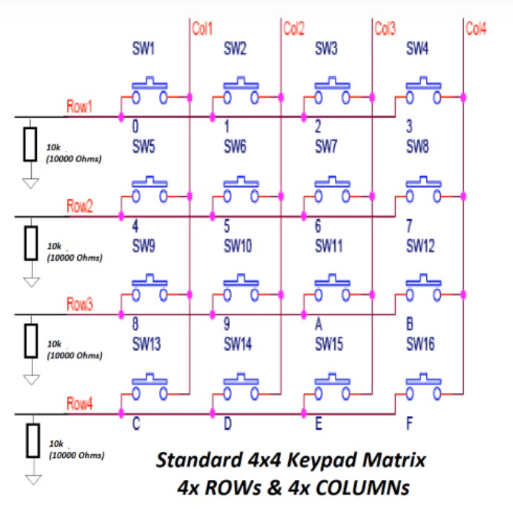 Col1 Col2 Col3 Col4
SW1 SW2 SW3 SW4
Row1
0 1 2 3
10k
(10000 Ohms)
SW5 SW6 SW7 SW8
Row2
4 5 6 7
10k
(10000 Ohms)
SW9 SW10 SW11 SW12
Row3
8 9 A B
10k
(10000 Ohms)
SW13 SW14 SW15 SW16
Row4
C D E F
10k
(10000 Ohms)
Standard 4x4 Keypad Matrix
4x ROWs & 4x COLUMNs